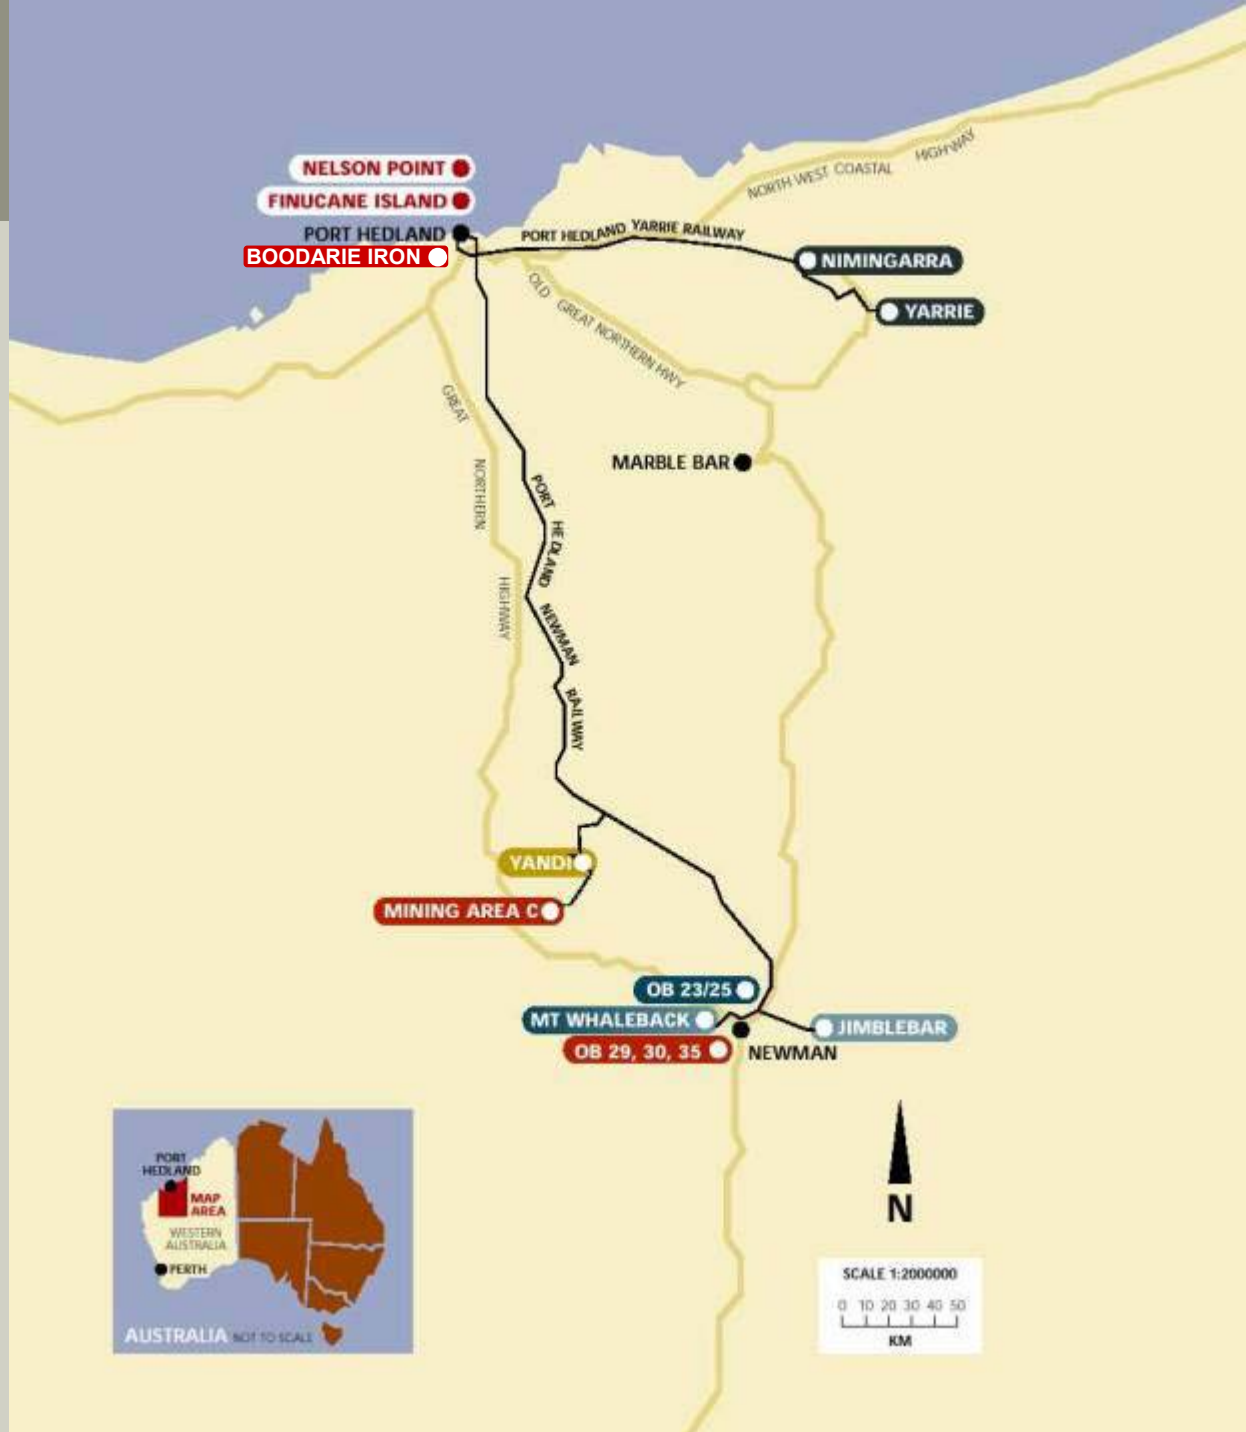 NELSON POINT
FINUCANE ISLAND
PORT HEDLAND
BOODARIE IRON
PORT HEDLAND YARRIE RAILWAY
NORTH WEST COASTAL HIGHWAY
NIMINGARRA
YARRIE
OLD GREAT NORTHERN HWY
GREAT NORTHERN HIGHWAY
MARBLE BAR
PORT HEDLAND NEWMAN RAILWAY
YANDI
MINING AREA C
OB 23/25
MT WHALEBACK
JIMBLEBAR
OB 29, 30, 35
NEWMAN
PORT
HEDLAND
MAP
AREA
WESTERN
AUSTRALIA
PERTH
AUSTRALIA NOT TO SCALE
N
SCALE 1:2000000
0 10 20 30 40 50
KM